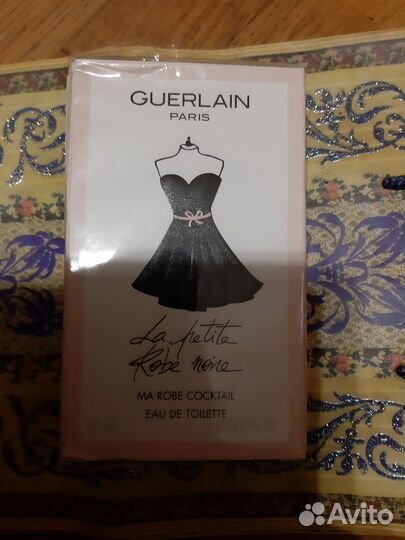 GUERLAIN
PARIS
La petite
Robe noire
MA ROBE COCKTAIL
EAU DE TOILETTE
Avito